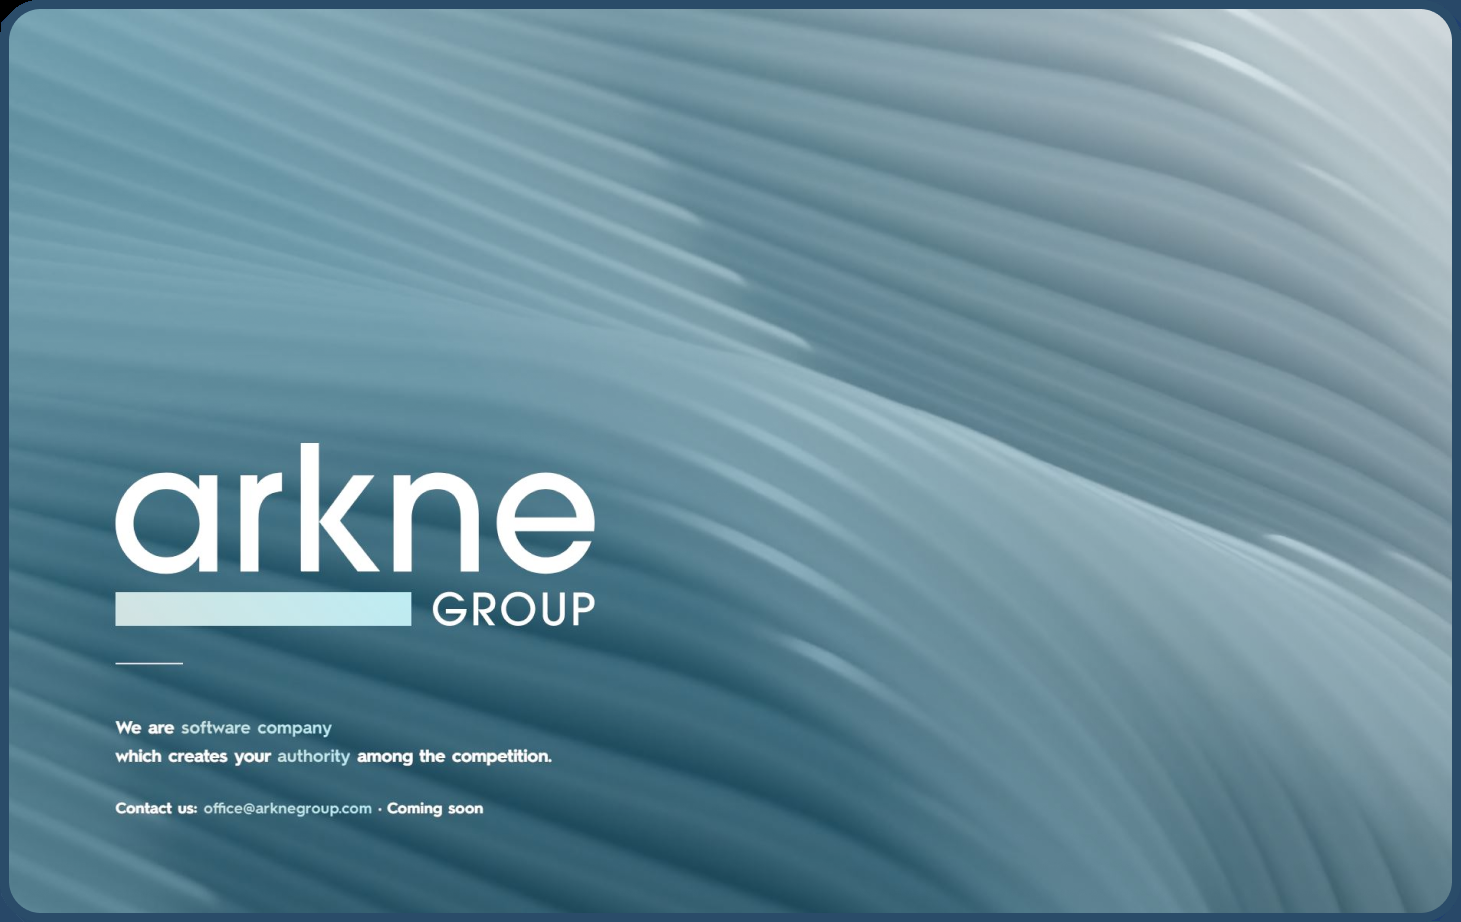 arkne
GROUP
We are software company
which creates your authority among the competition.
Contact us: office@arknegroup.com · Coming soon